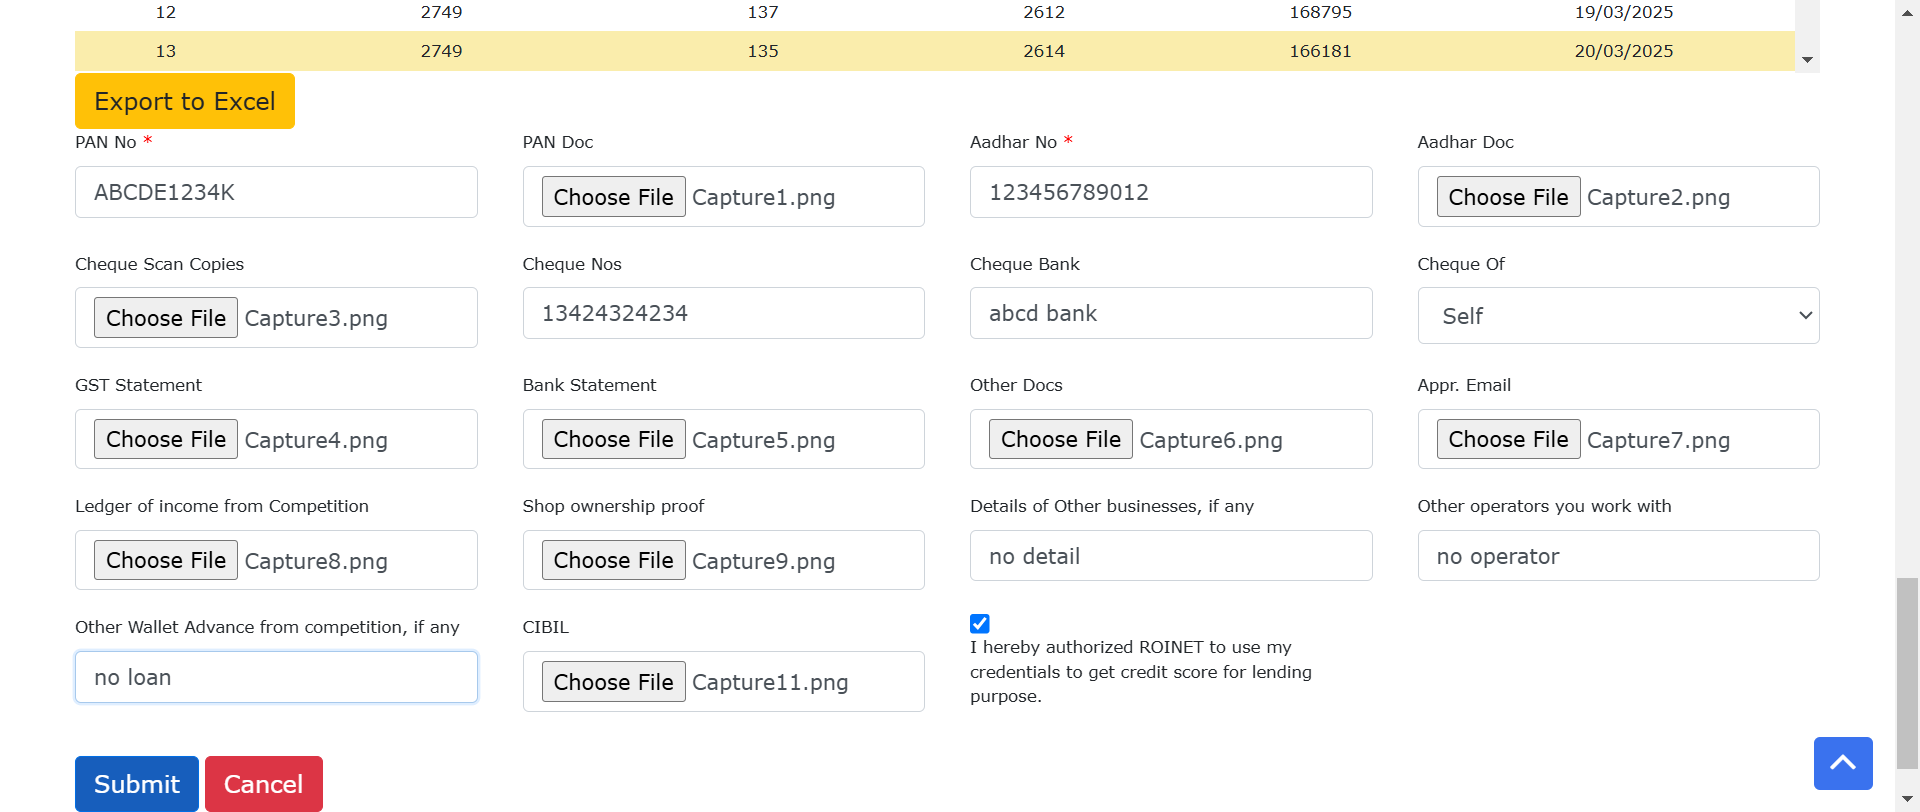 12 2749 137 2612 168795 19/03/2025
13 2749 135 2614 166181 20/03/2025
Export to Excel
PAN No * PAN Doc Aadhar No * Aadhar Doc
ABCDE1234K Choose File Capture1.png 123456789012 Choose File Capture2.png
Cheque Scan Copies Cheque Nos Cheque Bank Cheque Of
Choose File Capture3.png 13424324234 abcd bank Self
GST Statement Bank Statement Other Docs Appr. Email
Choose File Capture4.png Choose File Capture5.png Choose File Capture6.png Choose File Capture7.png
Ledger of income from Competition Shop ownership proof Details of Other businesses, if any Other operators you work with
Choose File Capture8.png Choose File Capture9.png no detail no operator
Other Wallet Advance from competition, if any CIBIL
no loan Choose File Capture11.png
I hereby authorized ROINET to use my
credentials to get credit score for lending
purpose.
Submit Cancel